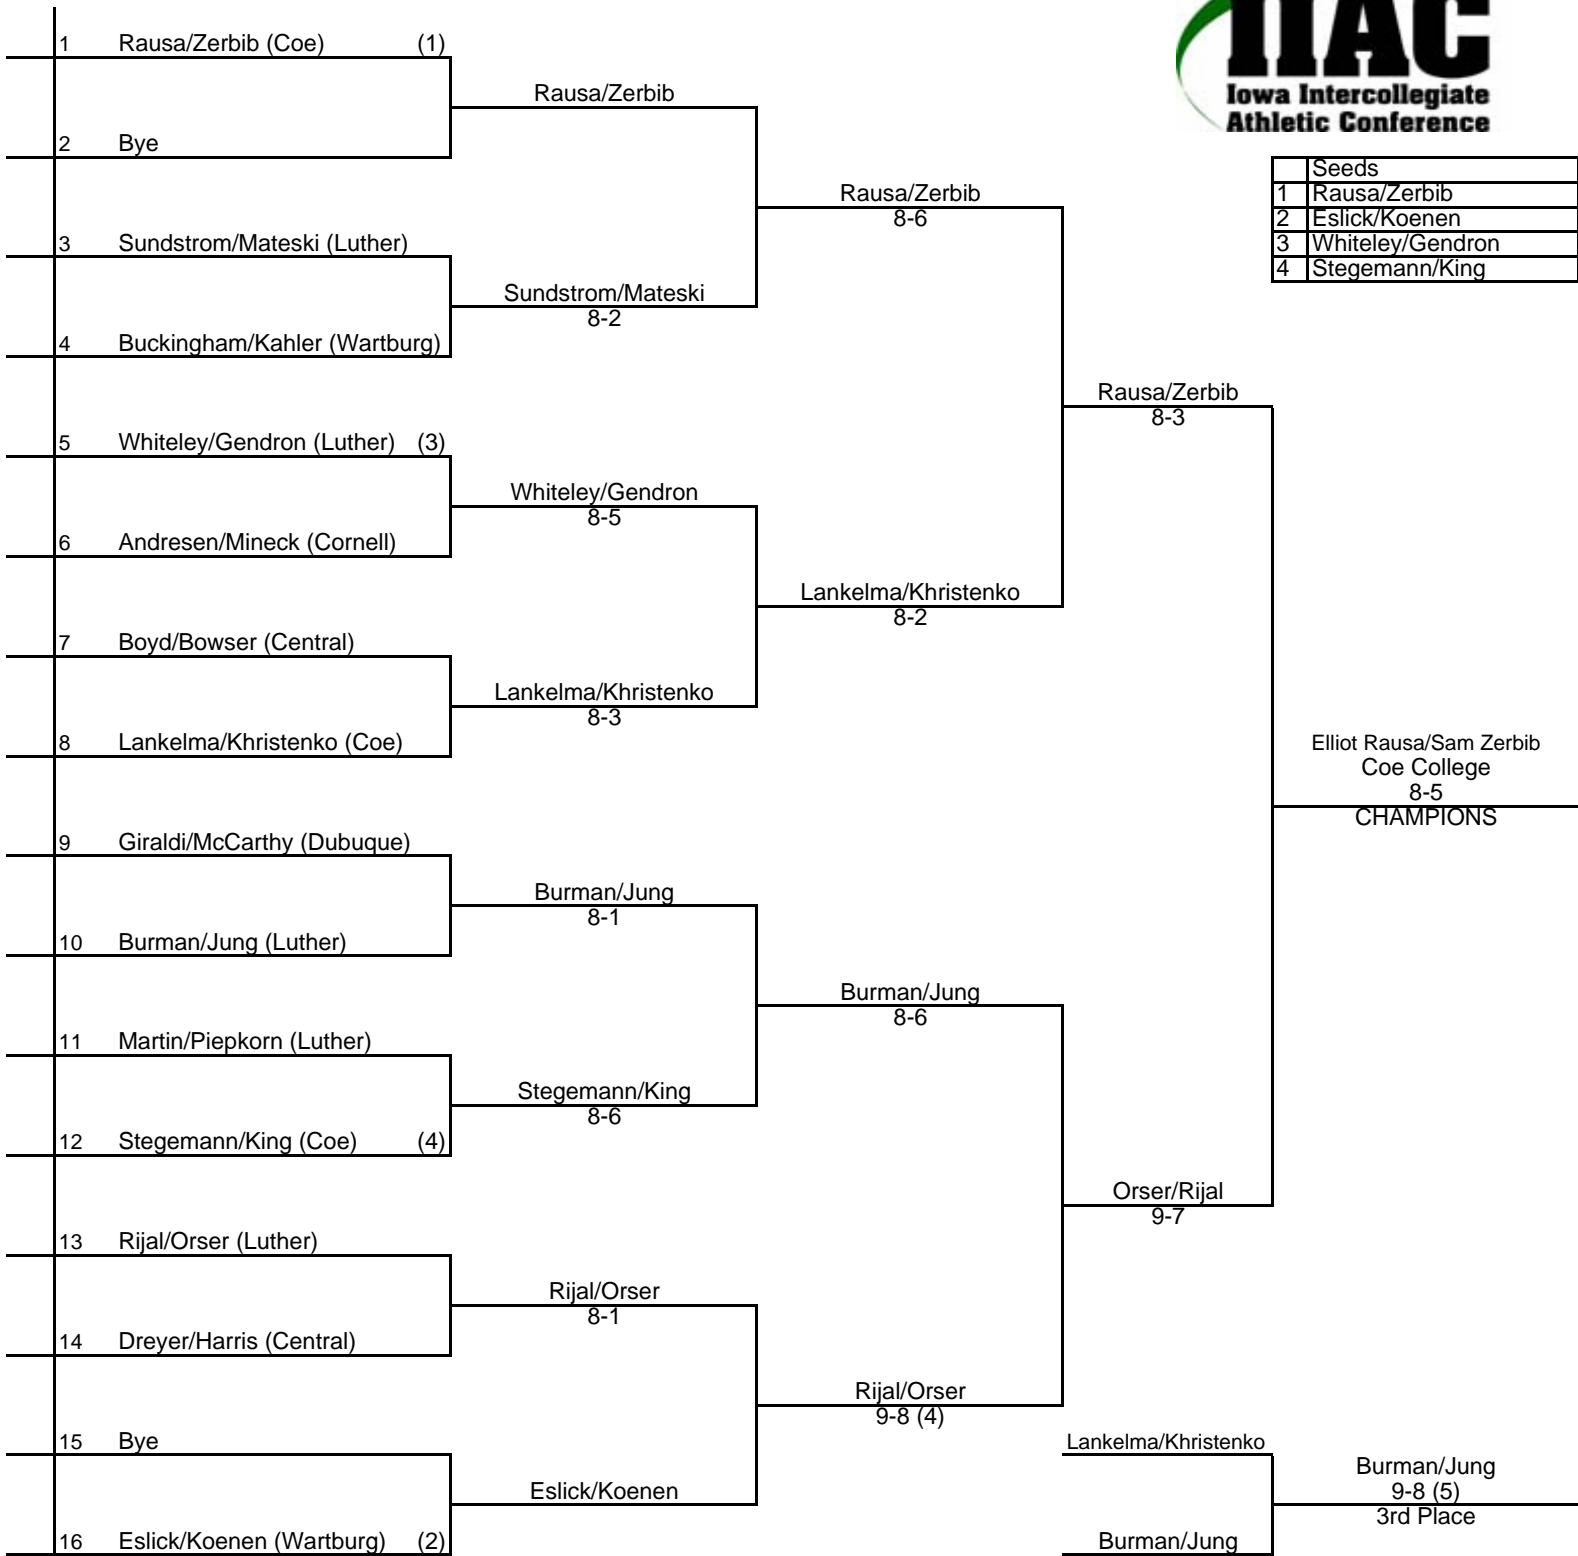 IIAC
Iowa Intercollegiate
Athletic Conference
Seeds
1 Rausa/Zerbib
2 Eslick/Koenen
3 Whiteley/Gendron
4 Stegemann/King
1 Rausa/Zerbib (Coe) (1)
2 Bye
3 Sundstrom/Mateski (Luther)
4 Buckingham/Kahler (Wartburg)
5 Whiteley/Gendron (Luther) (3)
6 Andresen/Mineck (Cornell)
7 Boyd/Bowser (Central)
8 Lankelma/Khristenko (Coe)
9 Giraldi/McCarthy (Dubuque)
10 Burman/Jung (Luther)
11 Martin/Piepkorn (Luther)
12 Stegemann/King (Coe) (4)
13 Rijal/Orser (Luther)
14 Dreyer/Harris (Central)
15 Bye
16 Eslick/Koenen (Wartburg) (2)
Rausa/Zerbib
Sundstrom/Mateski
8-2
Whiteley/Gendron
8-5
Lankelma/Khristenko
8-3
Burman/Jung
8-1
Stegemann/King
8-6
Rijal/Orser
8-1
Eslick/Koenen
Rausa/Zerbib
8-6
Lankelma/Khristenko
8-2
Burman/Jung
8-6
Rijal/Orser
9-8 (4)
Rausa/Zerbib
8-3
Orser/Rijal
9-7
Elliot Rausa/Sam Zerbib
Coe College
8-5
CHAMPIONS
Lankelma/Khristenko
Burman/Jung
Burman/Jung
9-8 (5)
3rd Place